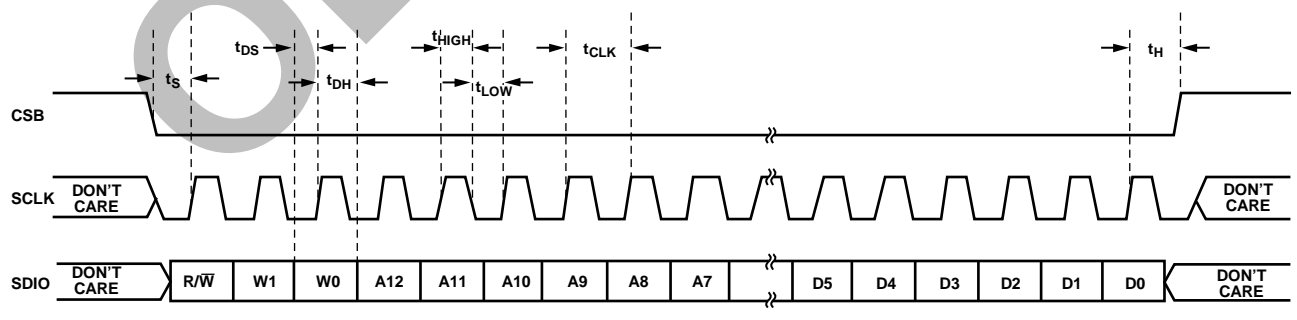 tDS
tHIGH
tCLK
tH
tS
tDH
tLOW
CSB
SCLK DON'T CARE DON'T CARE
SDIO DON'T CARE R/W̅ W1 W0 A12 A11 A10 A9 A8 A7 D5 D4 D3 D2 D1 D0 DON'T CARE